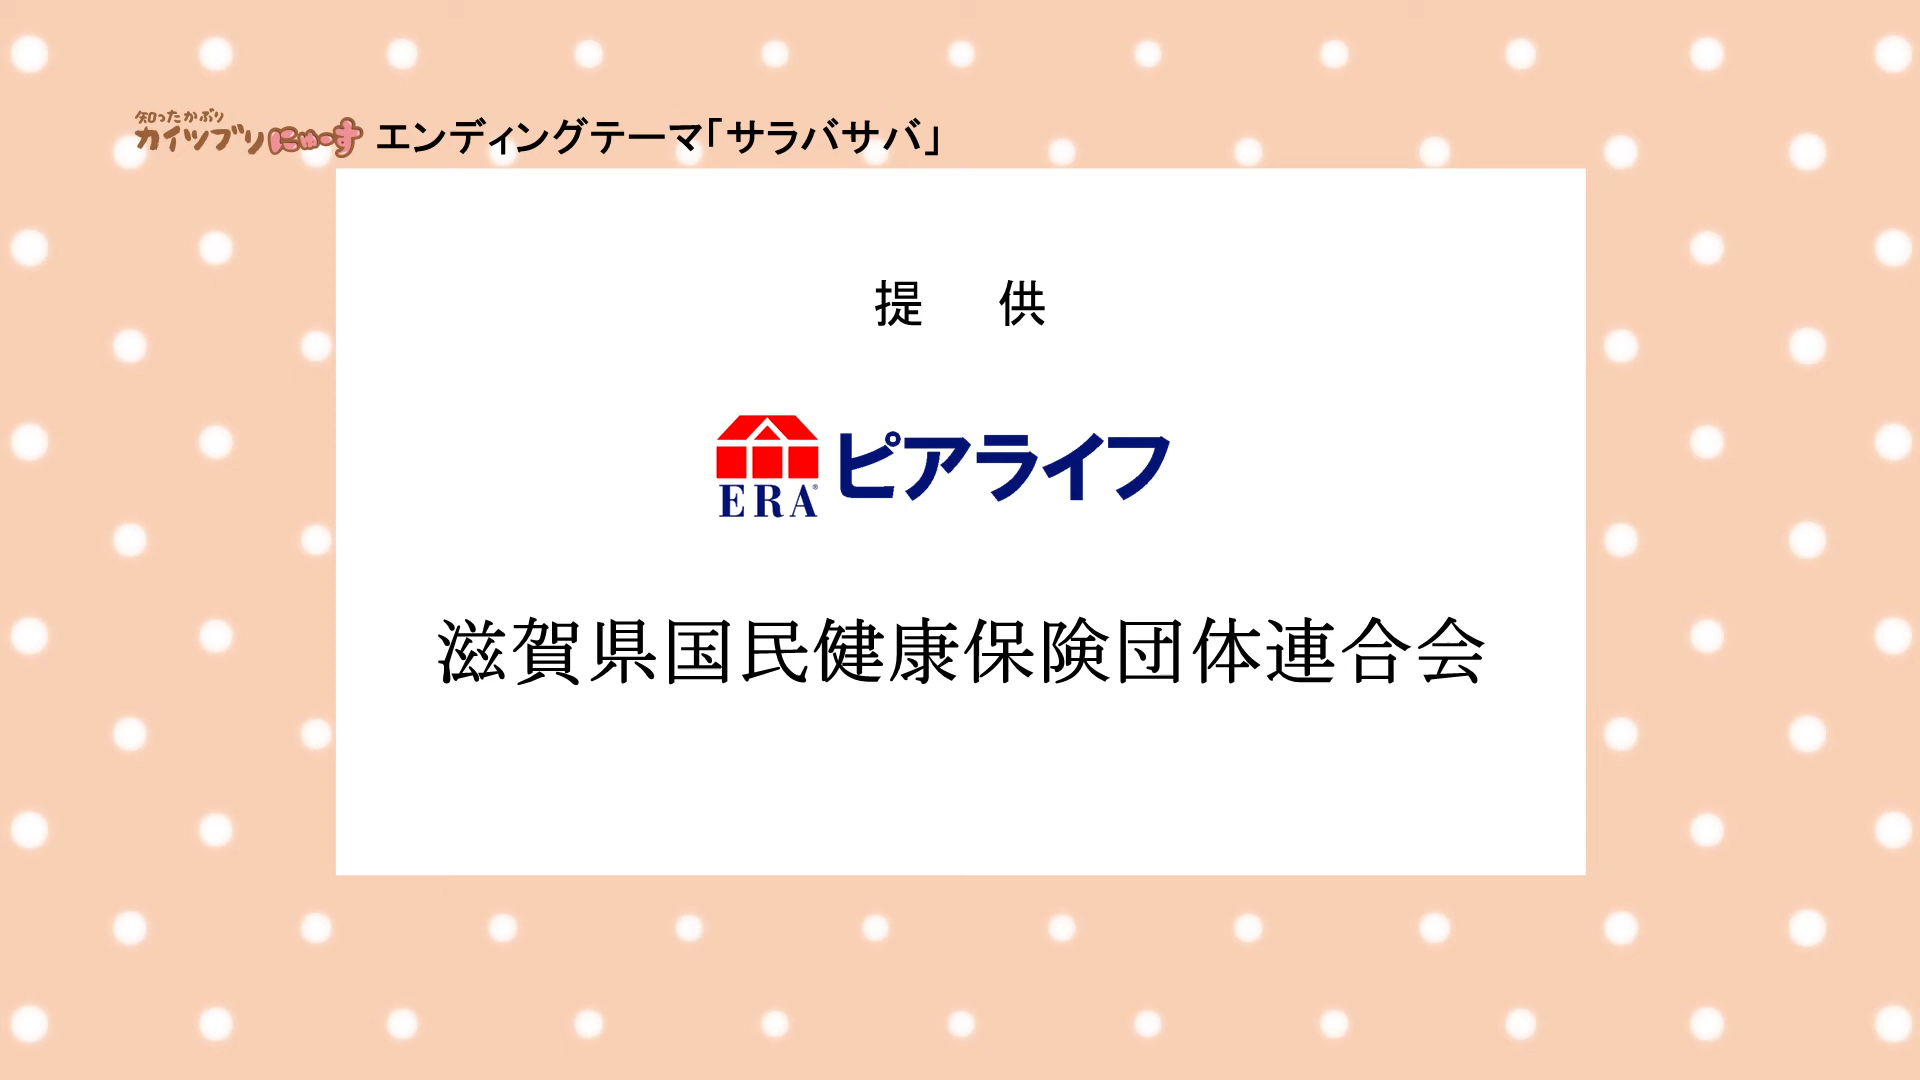 知ったかぶり
カイツブリにゅーす エンディングテーマ「サラバサバ」
提 供
ERA® ピアライフ
滋賀県国民健康保険団体連合会